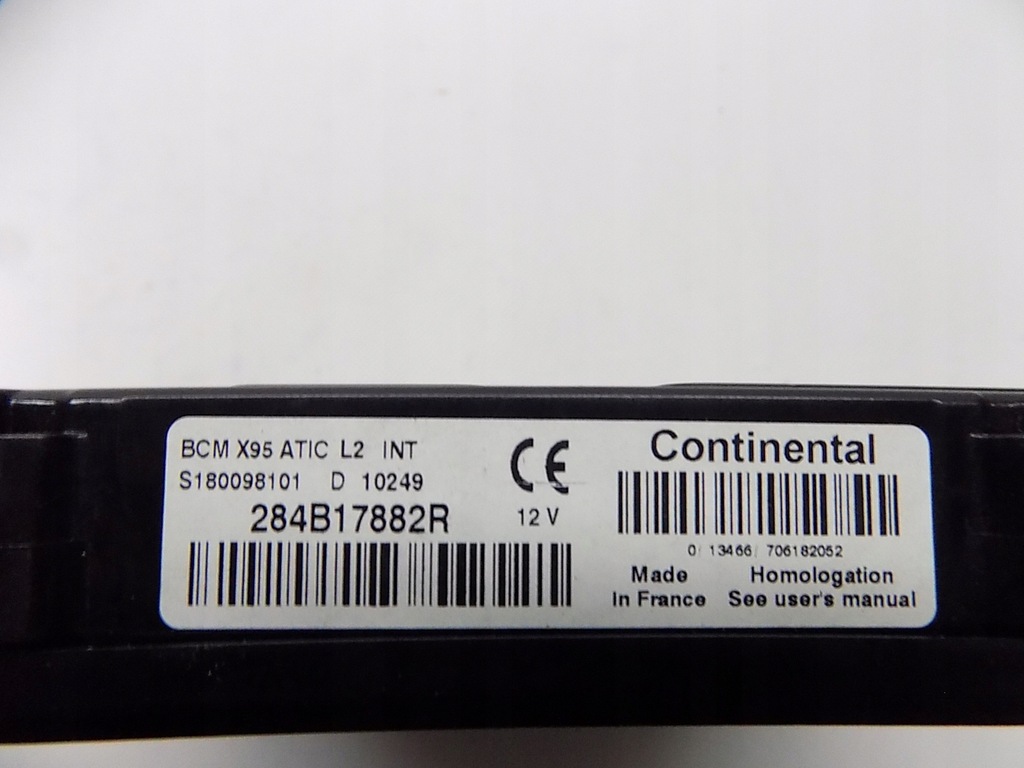 BCM X95 ATIC L2 INT
S180098101 D 10249
284B17882R
CE
12 V
Continental
0 13466 706182052
Made Homologation
in France See user's manual